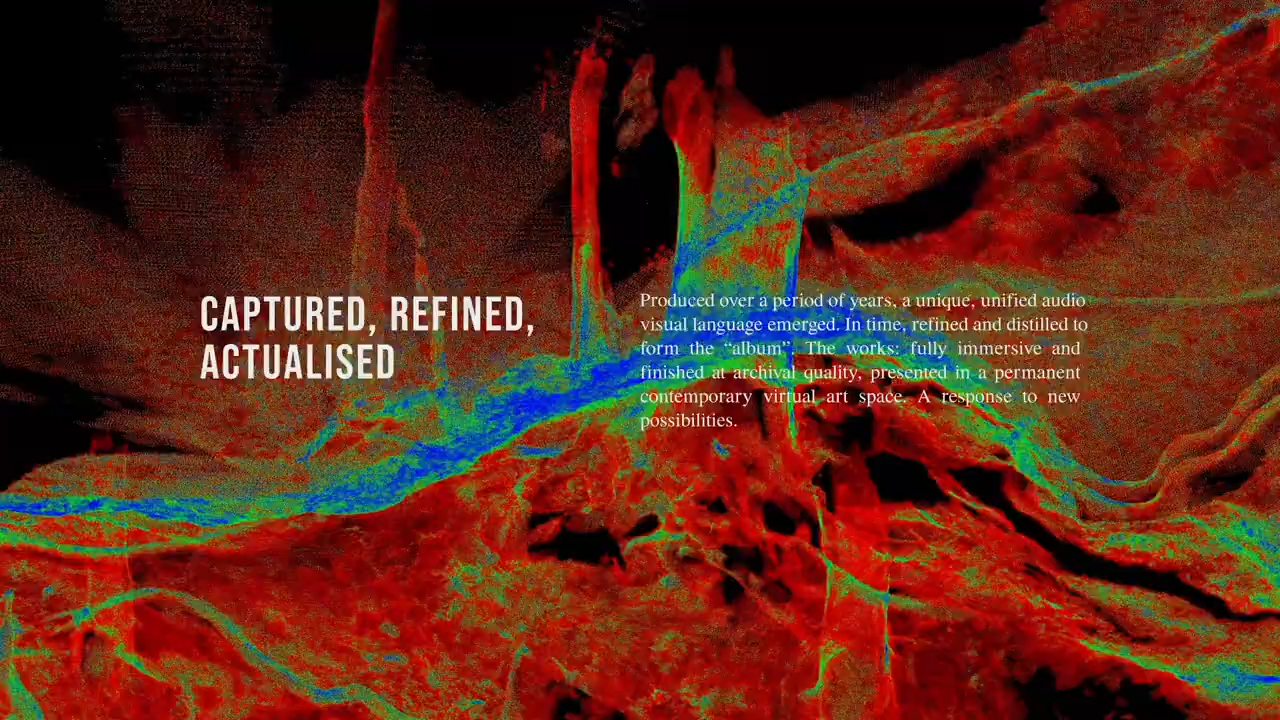 CAPTURED, REFINED,
ACTUALISED
Produced over a period of years, a unique, unified audio
visual language emerged. In time, refined and distilled to
form the “album”. The works: fully immersive and
finished at archival quality, presented in a permanent
contemporary virtual art space. A response to new
possibilities.